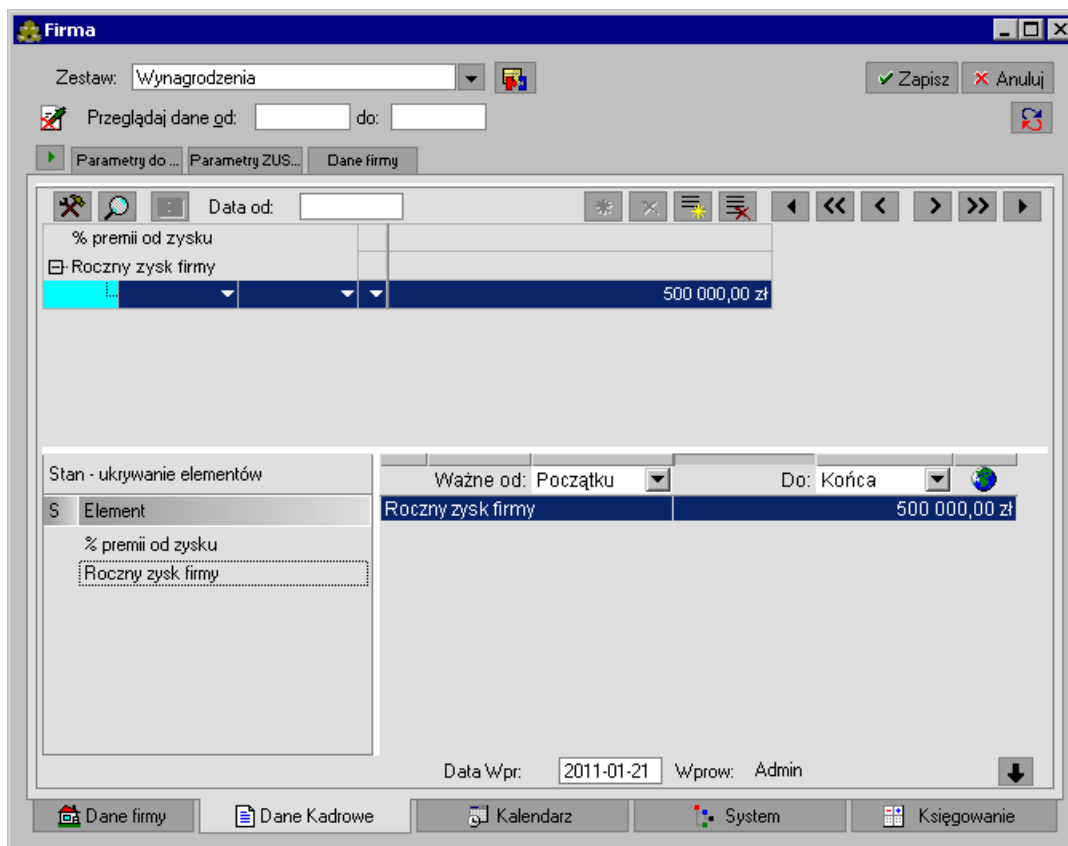 Firma
Zestaw: Wynagrodzenia Zapisz Anuluj
Przeglądaj dane od: do:
Parametry do ... Parametry ZUS... Dane firmy
Data od:
% premii od zysku
Roczny zysk firmy
500 000,00 zł
Stan - ukrywanie elementów
Ważne od: Początku Do: Końca
S Element
Roczny zysk firmy 500 000,00 zł
% premii od zysku
Roczny zysk firmy
Data Wpr: 2011-01-21 Wprow: Admin
Dane firmy Dane Kadrowe Kalendarz System Księgowanie